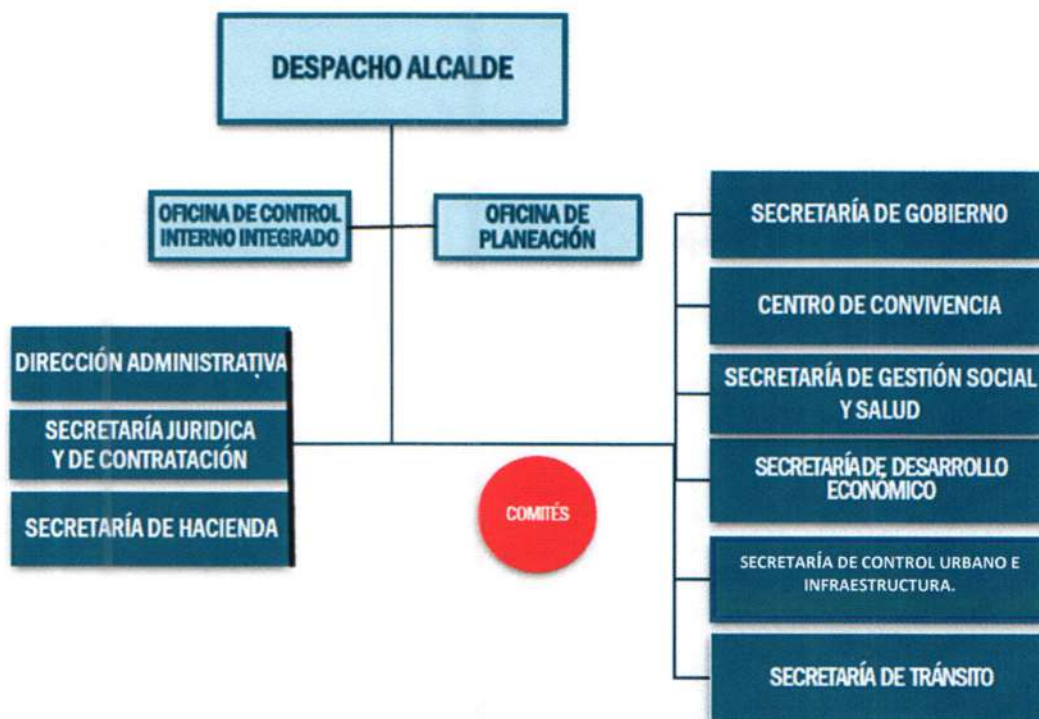 DESPACHO ALCALDE
OFICINA DE CONTROL
INTERNO INTEGRADO
OFICINA DE
PLANEACIÓN
DIRECCIÓN ADMINISTRATIVA
SECRETARÍA JURIDICA
Y DE CONTRATACIÓN
SECRETARÍA DE HACIENDA
COMITÉS
SECRETARÍA DE GOBIERNO
CENTRO DE CONVIVENCIA
SECRETARÍA DE GESTIÓN SOCIAL
Y SALUD
SECRETARÍA DE DESARROLLO
ECONÓMICO
SECRETARÍA DE CONTROL URBANO E
INFRAESTRUCTURA.
SECRETARÍA DE TRÁNSITO